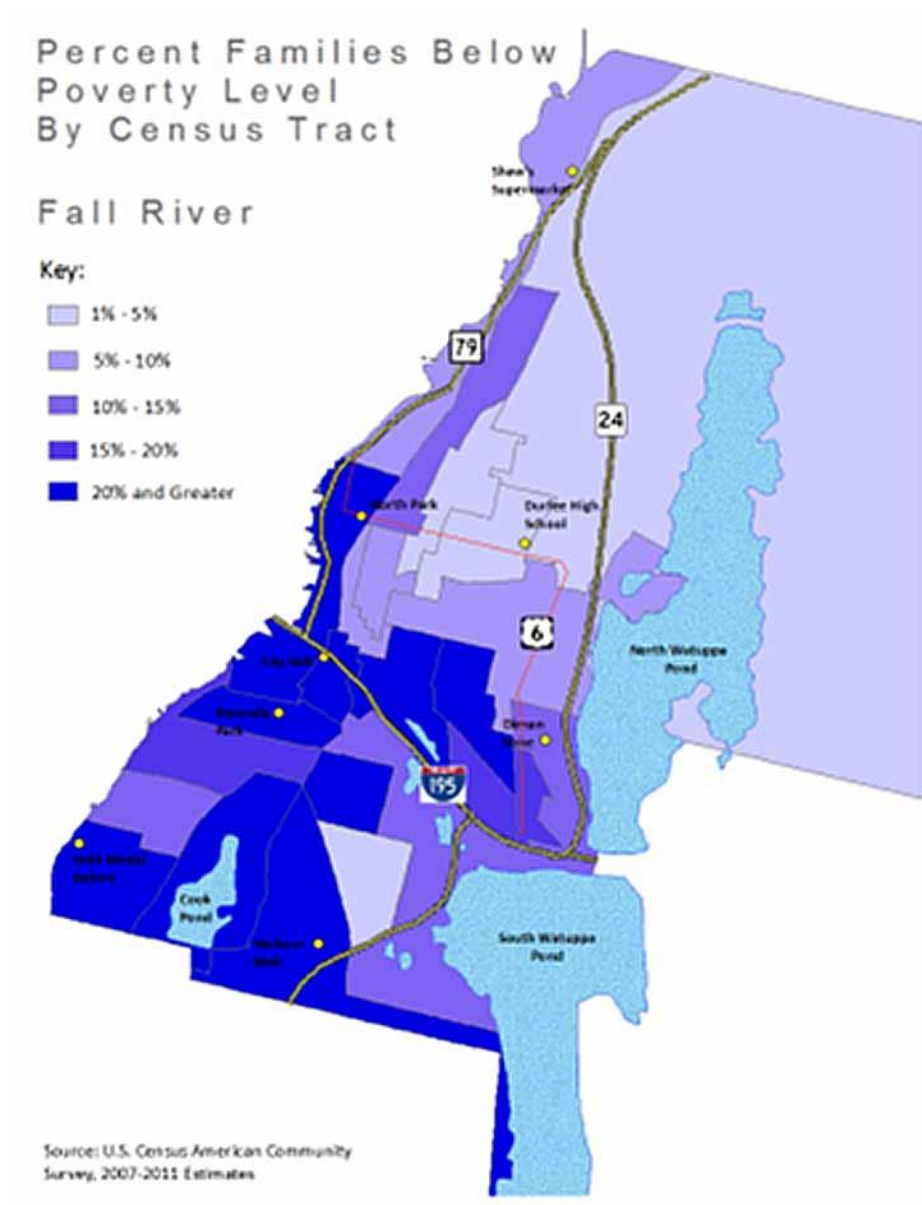 Percent Families Below
Poverty Level
By Census Tract
Fall River
Key:
1% - 5%
5% - 10%
10% - 15%
15% - 20%
20% and Greater
Shaw's
Supermarket
79
24
North Park
Durfee High
School
6
North Watuppa
Pond
City Hall
Kennedy
Park
195
Cook
Pond
South Watuppa
Pond
Source: U.S. Census American Community
Survey, 2007-2011 Estimates